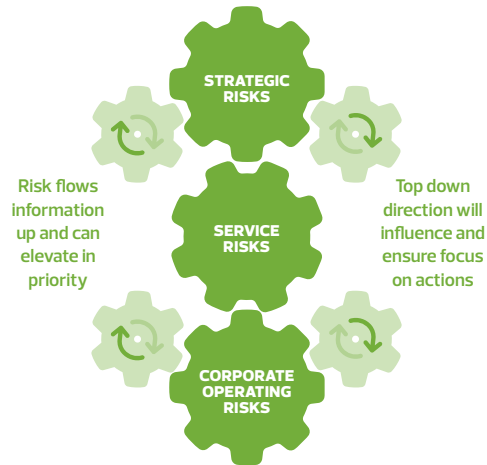 STRATEGIC
RISKS
Risk flows
information
up and can
elevate in
priority
SERVICE
RISKS
Top down
direction will
influence and
ensure focus
on actions
CORPORATE
OPERATING
RISKS